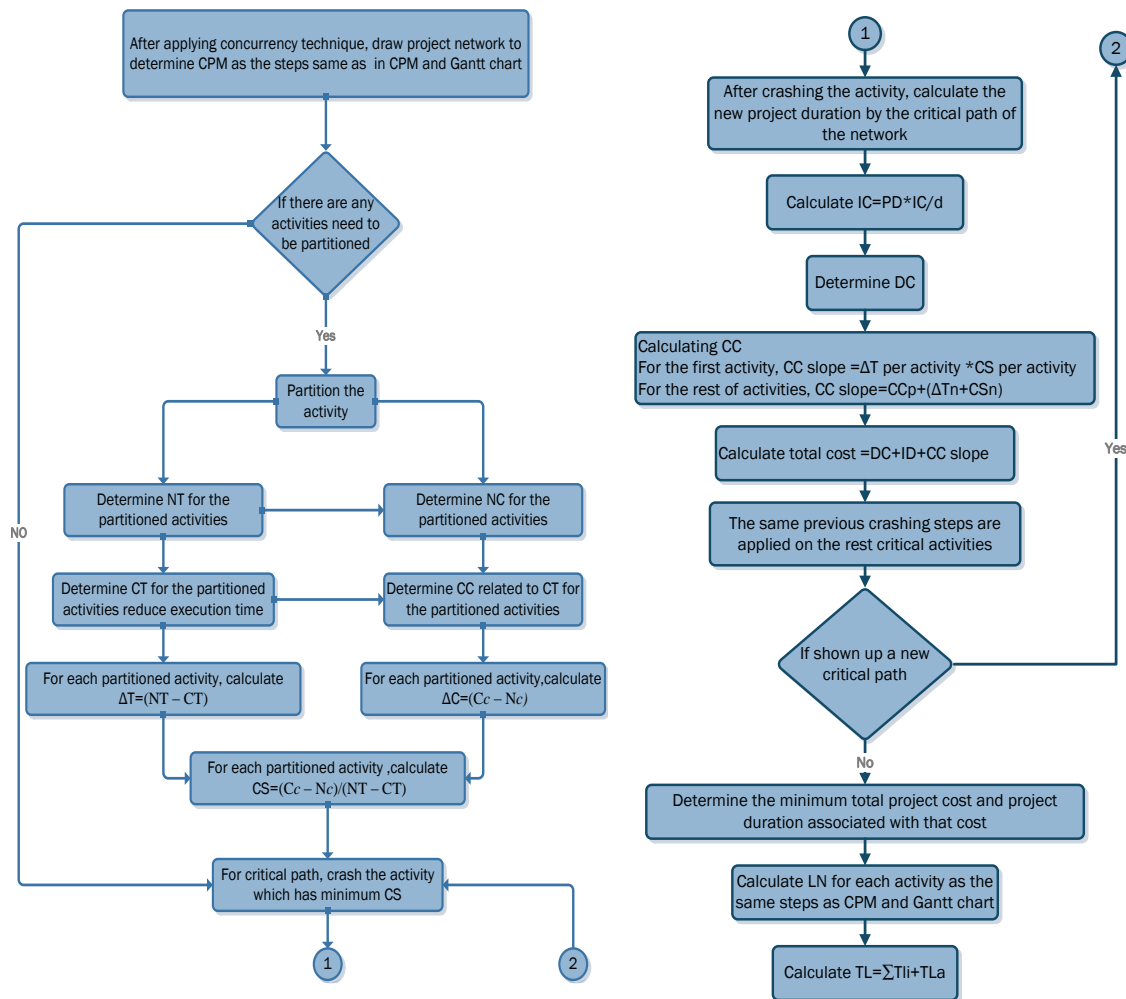 After applying concurrency technique, draw project network to
determine CPM as the steps same as in CPM and Gantt chart
If there are any
activities need to
be partitioned
NO
Yes
Partition the
activity
Determine NT for the
partitioned activities
Determine NC for the
partitioned activities
Determine CT for the partitioned
activities reduce execution time
Determine CC related to CT for
the partitioned activities
For each partitioned activity, calculate
ΔT=(NT – CT)
For each partitioned activity,calculate
ΔC=(Cc – Nc)
For each partitioned activity ,calculate
CS=(Cc – Nc)/(NT – CT)
For critical path, crash the activity
which has minimum CS
1
2
1
2
After crashing the activity, calculate the
new project duration by the critical path of
the network
Calculate IC=PD*IC/d
Determine DC
Calculating CC
For the first activity, CC slope =ΔT per activity *CS per activity
For the rest of activities, CC slope=CCp+(ΔTn+CSn)
Calculate total cost =DC+ID+CC slope
Yes
The same previous crashing steps are
applied on the rest critical activities
If shown up a new
critical path
No
Determine the minimum total project cost and project
duration associated with that cost
Calculate LN for each activity as the
same steps as CPM and Gantt chart
Calculate TL=∑Tli+TLa